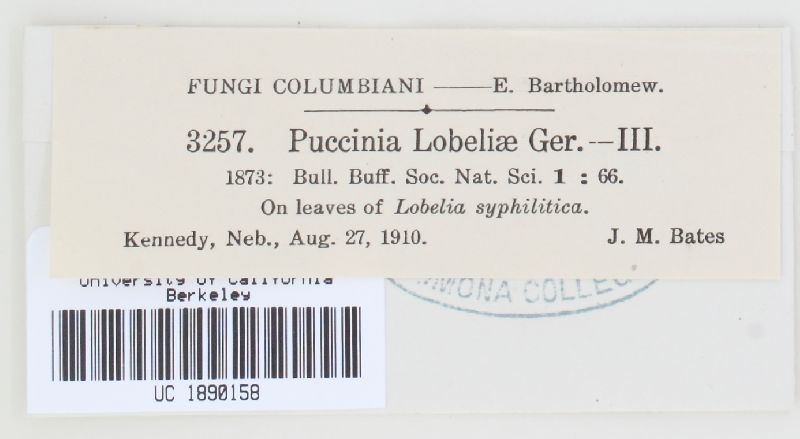 FUNGI COLUMBIANI —— E. Bartholomew.
3257. Puccinia Lobeliæ Ger.—III.
1873: Bull. Buff. Soc. Nat. Sci. 1 : 66.
On leaves of Lobelia syphilitica.
Kennedy, Neb., Aug. 27, 1910. J. M. Bates
University of California
Berkeley
UC 1890158